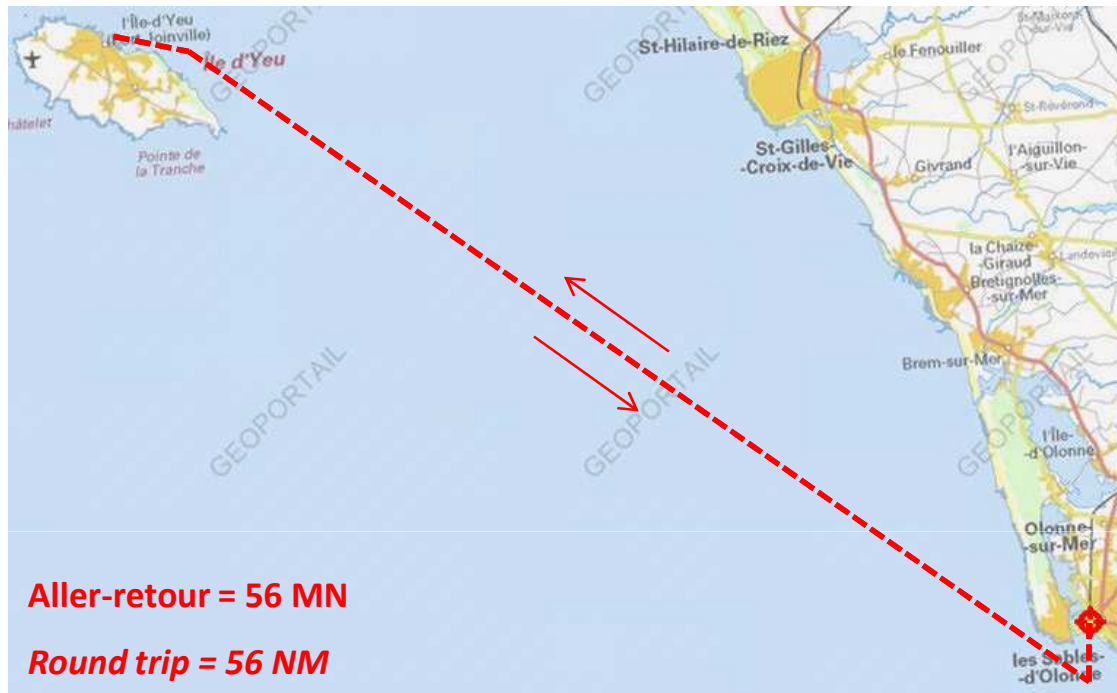 l'Île-d'Yeu
(Port-Joinville)
Île d'Yeu
Pointe de
la Tranche
GEOPORTAIL
GEOPORTAIL
GEOPORTAIL
St-Hilaire-de-Riez
le Fenouiller
St-Révérend
St-Gilles-
-Croix-de-Vie
Givrand
l'Aiguillon-
-sur-Vie
la Chaize-
-Giraud
Bretignolles-
-sur-Mer
Brem-sur-Mer
GEOPORTAIL
GEOPORTAIL
GEOPORTAIL
l'Île-
-d'Olonne
Olonne-
-sur-Mer
les Sables-
-d'Olonne
Aller-retour = 56 MN
Round trip = 56 NM